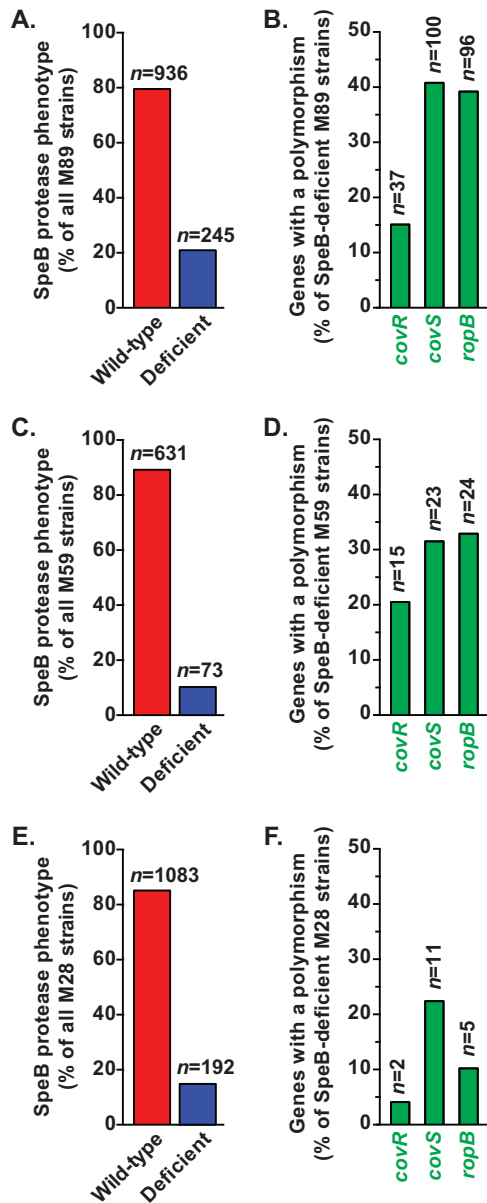 A.
SpeB protease phenotype
(% of all M89 strains)
100
80
60
40
20
0
n=936
n=245
Wild-type
Deficient
B.
Genes with a polymorphism
(% of SpeB-deficient M89 strains)
50
40
30
20
10
0
n=37
n=100
n=96
covR
covS
ropB
C.
SpeB protease phenotype
(% of all M59 strains)
100
80
60
40
20
0
n=631
n=73
Wild-type
Deficient
D.
Genes with a polymorphism
(% of SpeB-deficient M59 strains)
50
40
30
20
10
0
n=15
n=23
n=24
covR
covS
ropB
E.
SpeB protease phenotype
(% of all M28 strains)
100
80
60
40
20
0
n=1083
n=192
Wild-type
Deficient
F.
Genes with a polymorphism
(% of SpeB-deficient M28 strains)
50
40
30
20
10
0
n=2
n=11
n=5
covR
covS
ropB